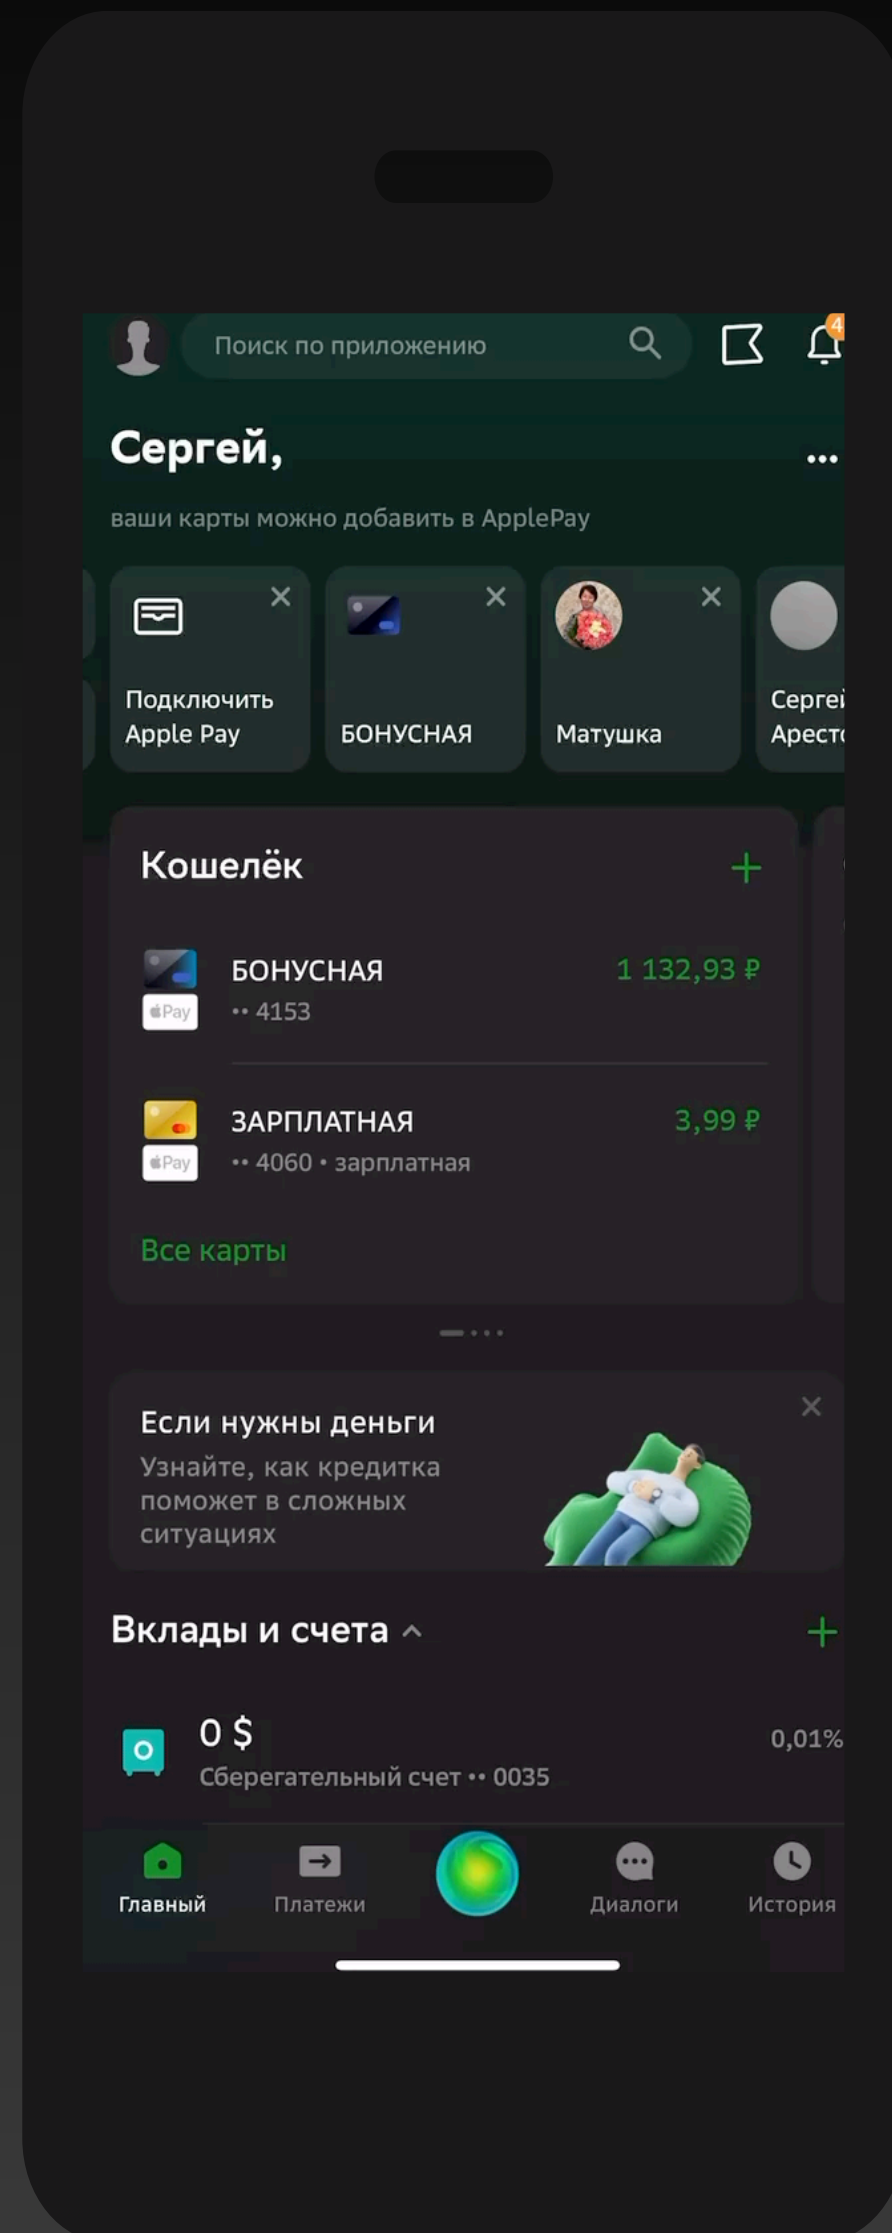 Поиск по приложению
4
Сергей,
ваши карты можно добавить в ApplePay
Подключить
Apple Pay
БОНУСНАЯ
Матушка
Сергей
Аресто
Кошелёк
БОНУСНАЯ
1 132,93 ₽
Pay
•• 4153
ЗАРПЛАТНАЯ
3,99 ₽
Pay
•• 4060 • зарплатная
Все карты
Если нужны деньги
Узнайте, как кредитка
поможет в сложных
ситуациях
Вклады и счета
0 $
0,01%
Сберегательный счет •• 0035
Главный
Платежи
Диалоги
История